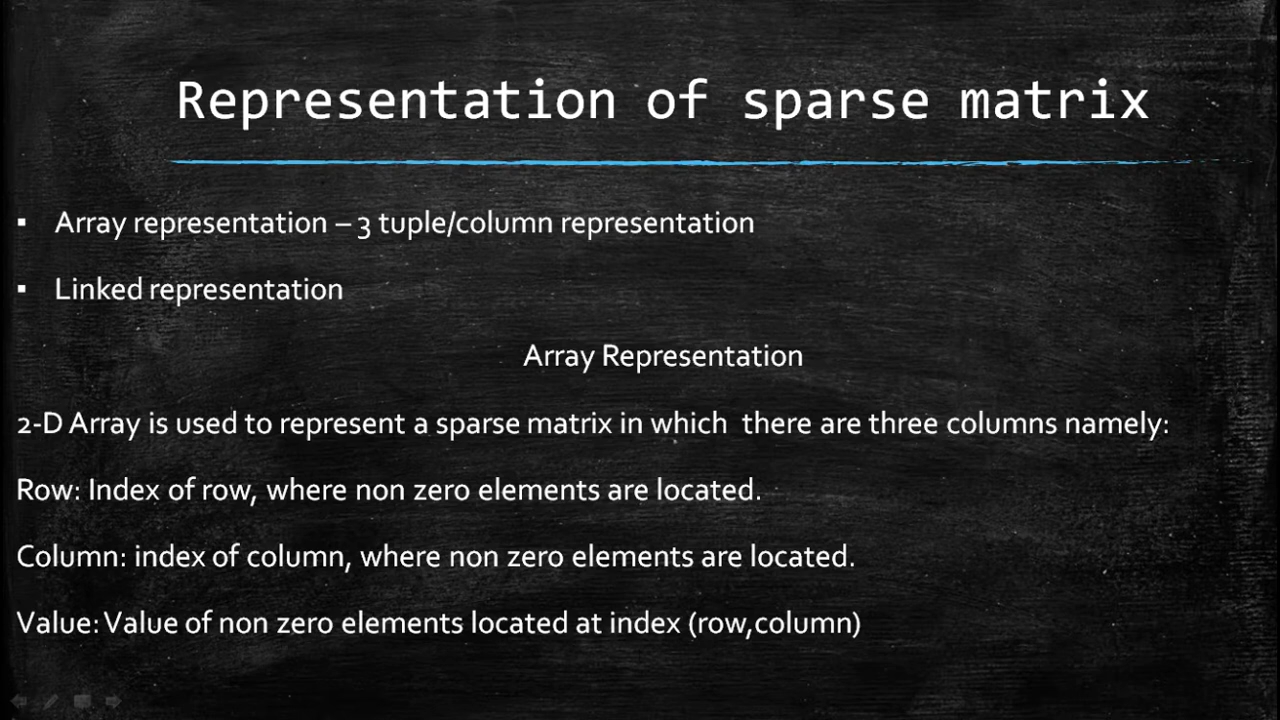 Representation of sparse matrix
▪ Array representation – 3 tuple/column representation
▪ Linked representation
Array Representation
2-D Array is used to represent a sparse matrix in which there are three columns namely:
Row: Index of row, where non zero elements are located.
Column: index of column, where non zero elements are located.
Value: Value of non zero elements located at index (row,column)